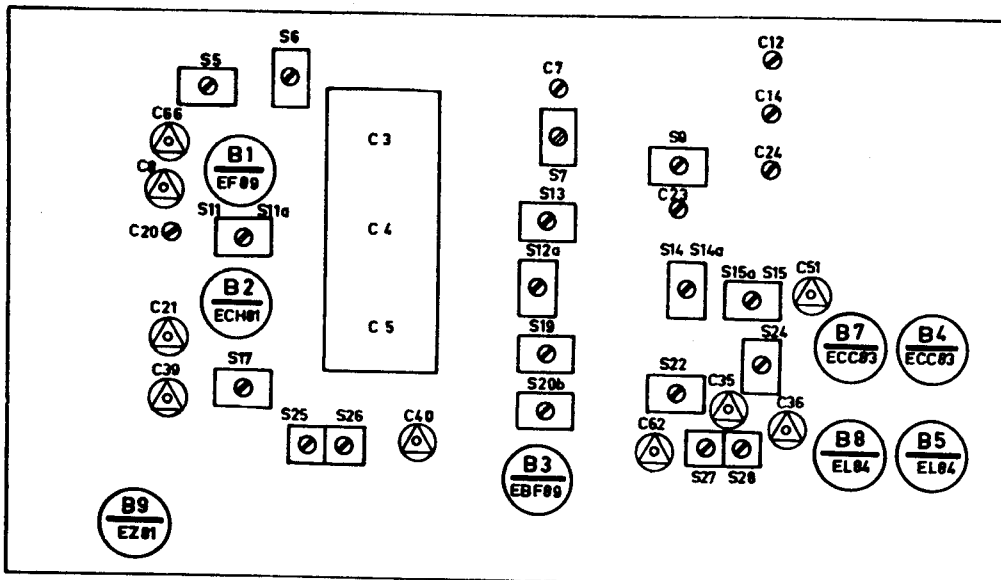 S6
C12
S5
C7
C14
C66
C3
B1
EF89
S9
C24
C8
S7
S13
C23
S11 S11a
C20
C4
S12a
S14 S14a
S15a S15
C51
B2
ECH81
C21
C5
S19
S24
B7
ECC83
B4
ECC83
S17
C39
S20b
S22
C35
C36
S25 S26
C40
C62
B8
EL84
B5
EL84
B3
EBF89
S27 S28
B9
EZ81